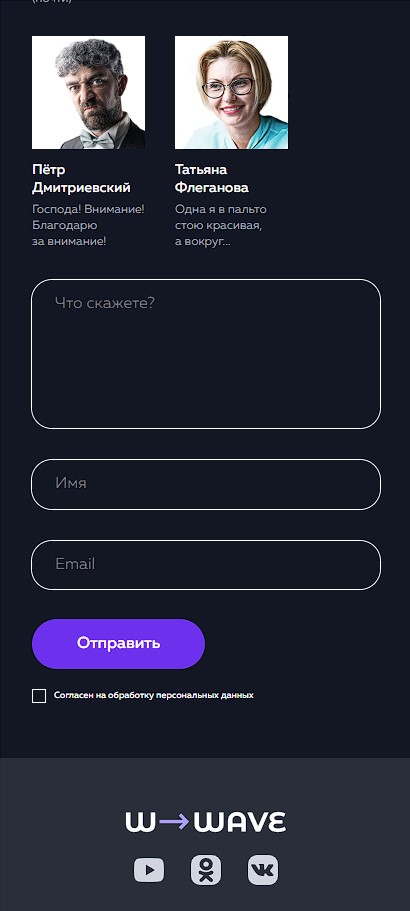 Пётр
Дмитриевский
Господа! Внимание!
Благодарю
за внимание!
Татьяна
Флеганова
Одна я в пальто
стою красивая,
а вокруг...
Что скажете?
Имя
Email
Отправить
Согласен на обработку персональных данных
W→WAVE